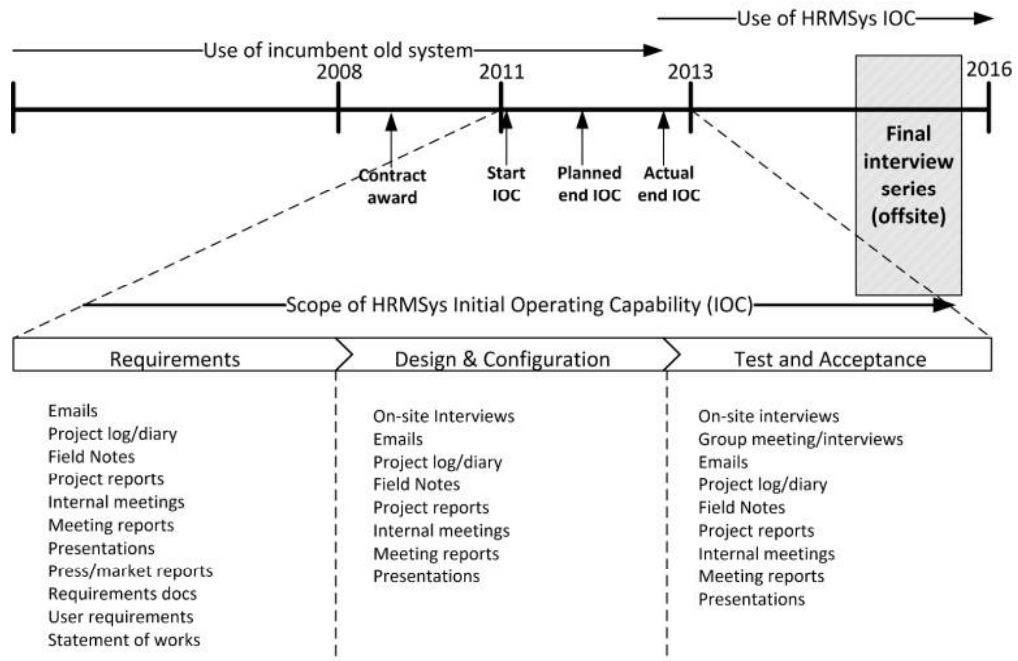 Use of HRMSys IOC
Use of incumbent old system
2008
2011
2013
2016
Contract
award
Start
IOC
Planned
end IOC
Actual
end IOC
Final
interview
series
(offsite)
Scope of HRMSys Initial Operating Capability (IOC)
Requirements
Design & Configuration
Test and Acceptance
Emails
Project log/diary
Field Notes
Project reports
Internal meetings
Meeting reports
Presentations
Press/market reports
Requirements docs
User requirements
Statement of works
On-site Interviews
Emails
Project log/diary
Field Notes
Project reports
Internal meetings
Meeting reports
Presentations
On-site interviews
Group meeting/interviews
Emails
Project log/diary
Field Notes
Project reports
Internal meetings
Meeting reports
Presentations